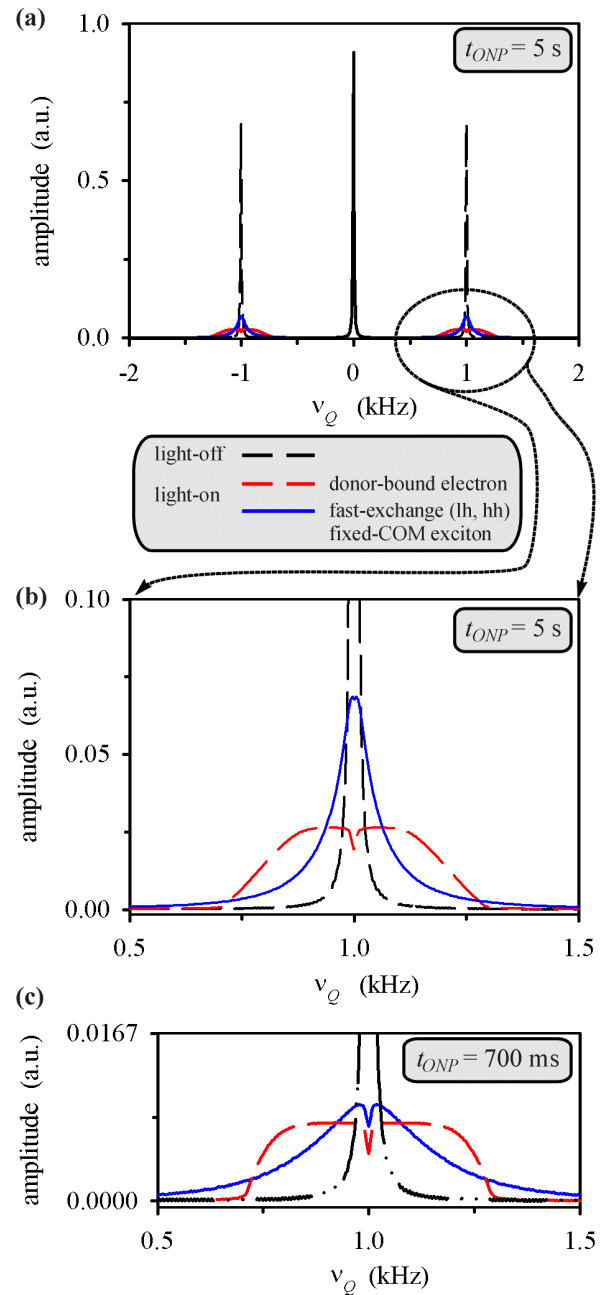 (a)
1.0
t_ONP = 5 s
amplitude (a.u.)
0.5
0.0
-2
-1
0
1
2
ν_Q (kHz)
light-off
light-on
donor-bound electron
fast-exchange (lh, hh)
fixed-COM exciton
(b)
0.10
t_ONP = 5 s
amplitude (a.u.)
0.05
0.00
0.5
1.0
1.5
ν_Q (kHz)
(c)
0.0167
t_ONP = 700 ms
amplitude (a.u.)
0.0000
0.5
1.0
1.5
ν_Q (kHz)